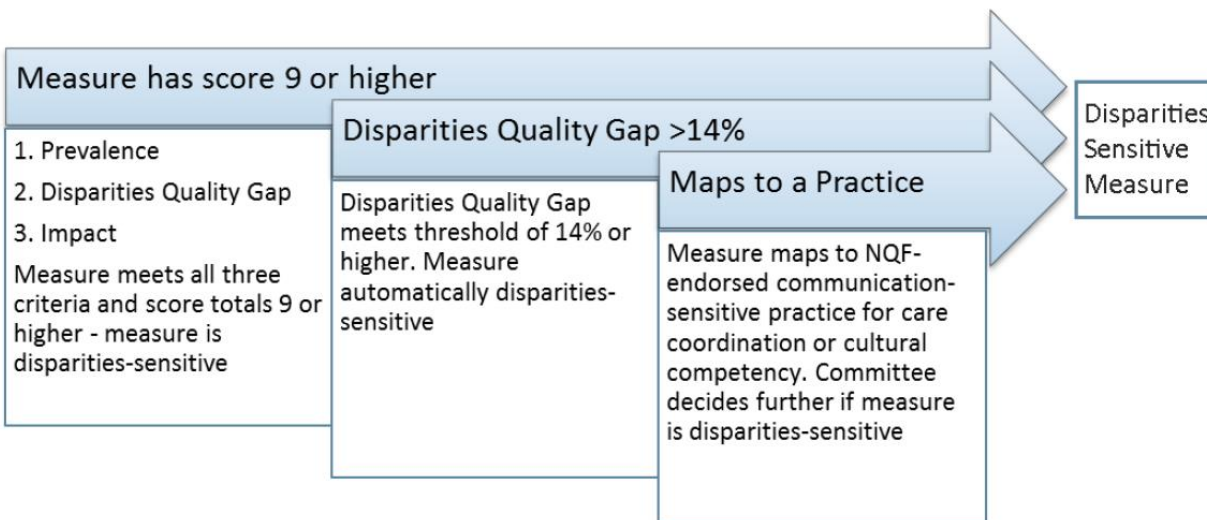 Measure has score 9 or higher
1. Prevalence
2. Disparities Quality Gap
3. Impact
Measure meets all three
criteria and score totals 9 or
higher - measure is
disparities-sensitive
Disparities Quality Gap >14%
Disparities Quality Gap
meets threshold of 14% or
higher. Measure
automatically disparities-
sensitive
Maps to a Practice
Measure maps to NQF-
endorsed communication-
sensitive practice for care
coordination or cultural
competency. Committee
decides further if measure
is disparities-sensitive
Disparities
Sensitive
Measure